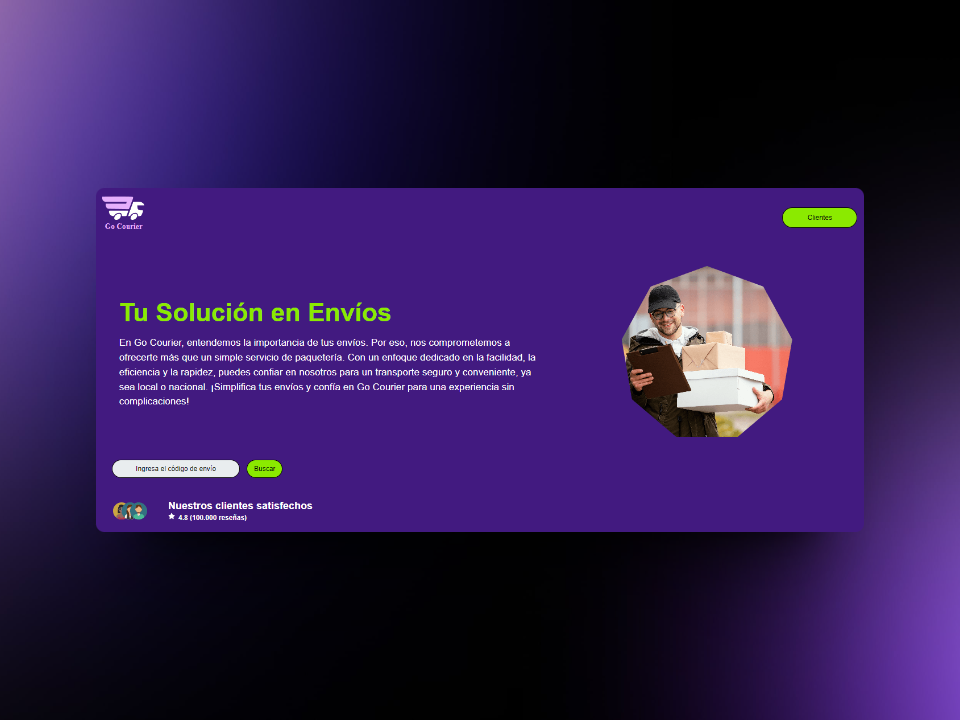 Go Courier
Clientes
Tu Solución en Envíos
En Go Courier, entendemos la importancia de tus envíos. Por eso, nos comprometemos a
ofrecerte más que un simple servicio de paquetería. Con un enfoque dedicado en la facilidad, la
eficiencia y la rapidez, puedes confiar en nosotros para un transporte seguro y conveniente, ya
sea local o nacional. ¡Simplifica tus envíos y confía en Go Courier para una experiencia sin
complicaciones!
Ingresa el código de envío
Buscar
Nuestros clientes satisfechos
4.8 (100.000 reseñas)